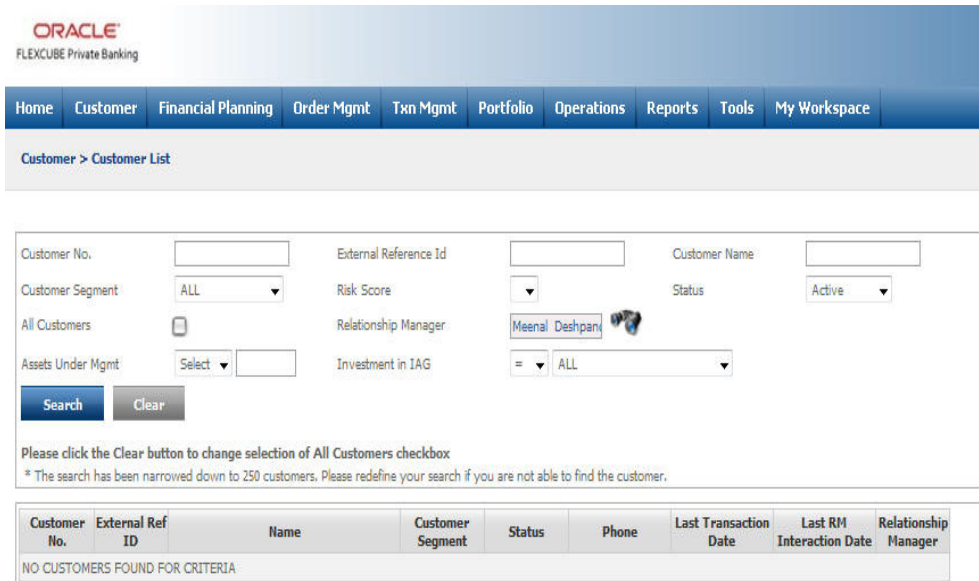 ORACLE
FLEXCUBE Private Banking
Home Customer Financial Planning Order Mgmt Txn Mgmt Portfolio Operations Reports Tools My Workspace
Customer > Customer List
Customer No. External Reference Id Customer Name
Customer Segment ALL Risk Score Status Active
All Customers Relationship Manager Meenal Deshpand
Assets Under Mgmt Select Investment in IAG = ALL
Search Clear
Please click the Clear button to change selection of All Customers checkbox
* The search has been narrowed down to 250 customers. Please redefine your search if you are not able to find the customer.
Customer No. External Ref ID Name Customer Segment Status Phone Last Transaction Date Last RM Interaction Date Relationship Manager
NO CUSTOMERS FOUND FOR CRITERIA